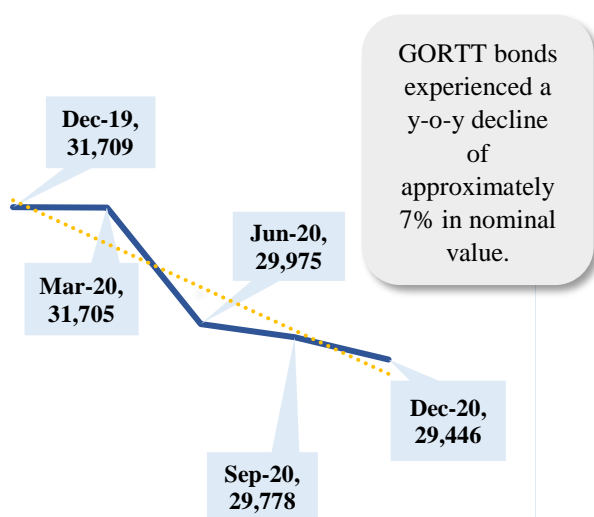 GORTT bonds
experienced a
y-o-y decline
of
approximately
7% in nominal
value.
Dec-19,
31,709
Mar-20,
31,705
Jun-20,
29,975
Sep-20,
29,778
Dec-20,
29,446